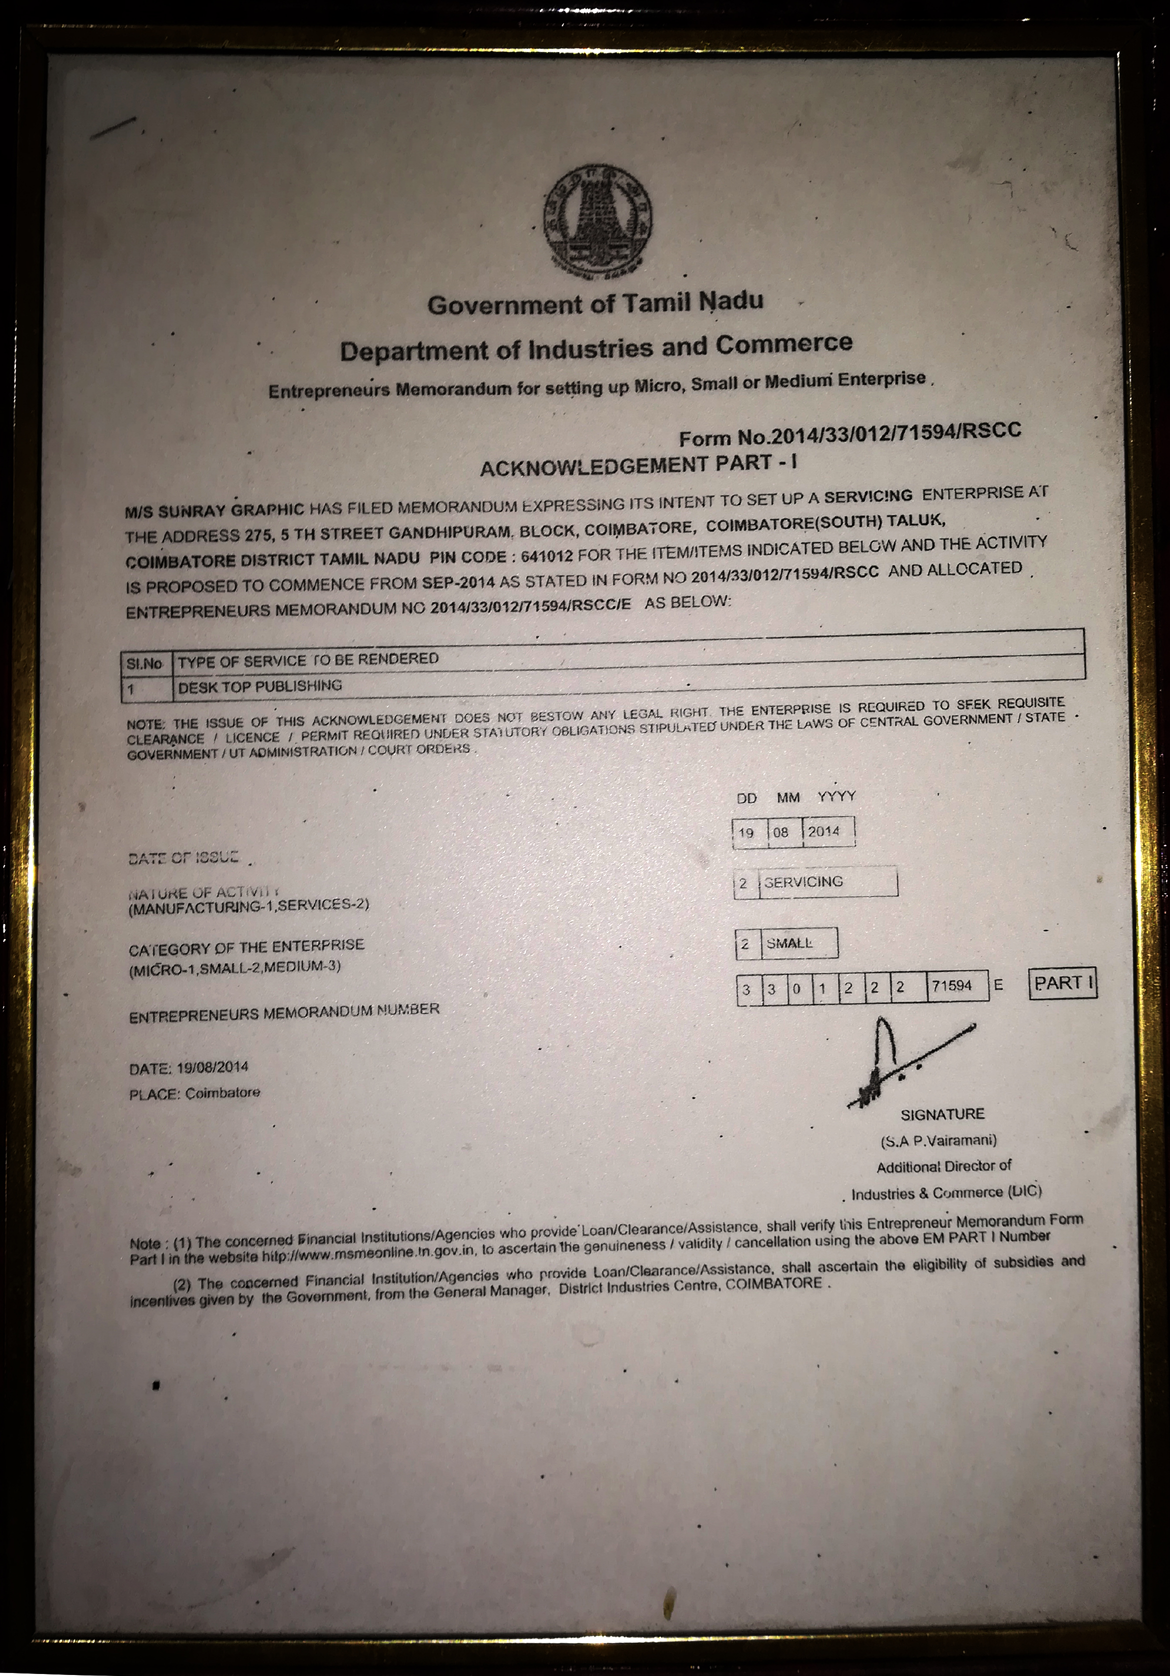 Government of Tamil Nadu
Department of Industries and Commerce
Entrepreneurs Memorandum for setting up Micro, Small or Medium Enterprise.
Form No.2014/33/012/71594/RSCC
ACKNOWLEDGEMENT PART - I
M/S SUNRAY GRAPHIC HAS FILED MEMORANDUM EXPRESSING ITS INTENT TO SET UP A SERVICING ENTERPRISE AT
THE ADDRESS 275, 5 TH STREET GANDHIPURAM, BLOCK, COIMBATORE, COIMBATORE(SOUTH) TALUK,
COIMBATORE DISTRICT TAMIL NADU PIN CODE : 641012 FOR THE ITEM/ITEMS INDICATED BELOW AND THE ACTIVITY
IS PROPOSED TO COMMENCE FROM SEP-2014 AS STATED IN FORM NO 2014/33/012/71594/RSCC AND ALLOCATED
ENTREPRENEURS MEMORANDUM NO 2014/33/012/71594/RSCC/E AS BELOW:
Sl.No TYPE OF SERVICE TO BE RENDERED
1 DESK TOP PUBLISHING
NOTE: THE ISSUE OF THIS ACKNOWLEDGEMENT DOES NOT BESTOW ANY LEGAL RIGHT. THE ENTERPRISE IS REQUIRED TO SEEK REQUISITE
CLEARANCE / LICENCE / PERMIT REQUIRED UNDER STATUTORY OBLIGATIONS STIPULATED UNDER THE LAWS OF CENTRAL GOVERNMENT / STATE
GOVERNMENT / UT ADMINISTRATION / COURT ORDERS .
DD MM YYYY
19 08 2014
DATE OF ISSUE
NATURE OF ACTIVITY
2 SERVICING
(MANUFACTURING-1,SERVICES-2)
CATEGORY OF THE ENTERPRISE
2 SMALL
(MICRO-1,SMALL-2,MEDIUM-3)
3 3 0 1 2 2 2 71594 E PART I
ENTREPRENEURS MEMORANDUM NUMBER
DATE: 19/08/2014
PLACE: Coimbatore
SIGNATURE
(S.A P.Vairamani)
Additional Director of
Industries & Commerce (DIC)
Note : (1) The concerned Financial Institutions/Agencies who provide Loan/Clearance/Assistance, shall verify this Entrepreneur Memorandum Form
Part I in the website http://www.msmeonline.tn.gov.in, to ascertain the genuineness / validity / cancellation using the above EM PART I Number
(2) The concerned Financial Institution/Agencies who provide Loan/Clearance/Assistance, shall ascertain the eligibility of subsidies and
incentives given by the Government, from the General Manager, District Industries Centre, COIMBATORE .